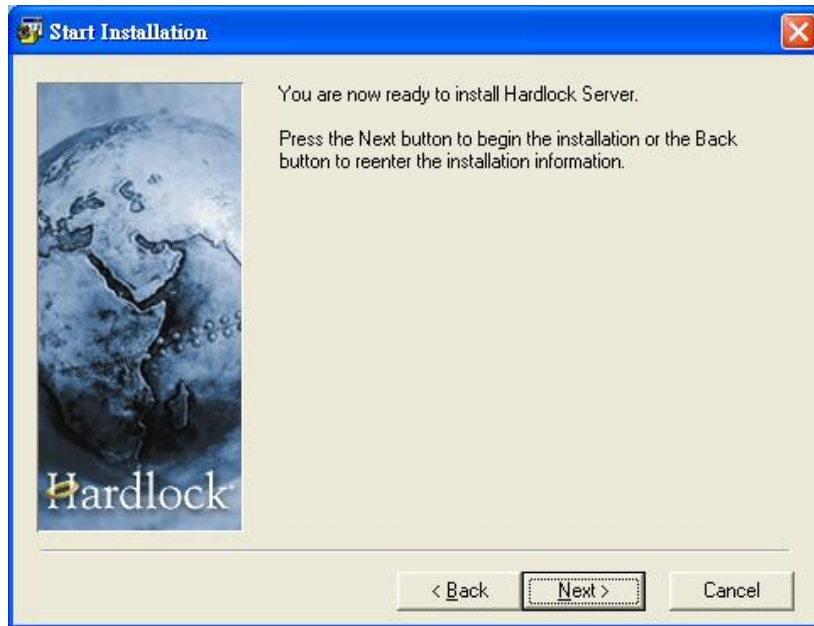 Start Installation
You are now ready to install Hardlock Server.
Press the Next button to begin the installation or the Back
button to reenter the installation information.
Hardlock
< Back
Next >
Cancel